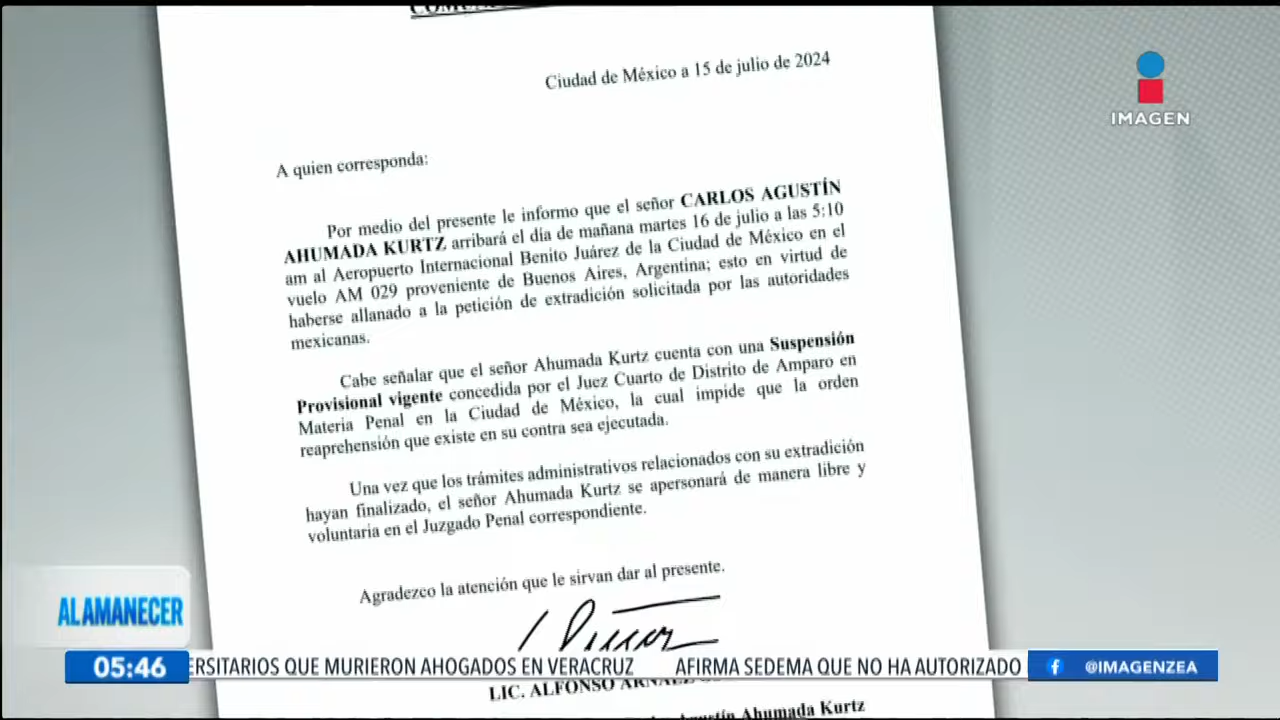 Ciudad de México a 15 de julio de 2024
IMAGEN
A quien corresponda:
Por medio del presente le informo que el señor CARLOS AGUSTÍN
AHUMADA KURTZ arribará el día de mañana martes 16 de julio a las 5:10
am al Aeropuerto Internacional Benito Juárez de la Ciudad de México en el
vuelo AM 029 proveniente de Buenos Aires, Argentina; esto en virtud de
haberse allanado a la petición de extradición solicitada por las autoridades
mexicanas.
Cabe señalar que el señor Ahumada Kurtz cuenta con una Suspensión
Provisional vigente concedida por el Juez Cuarto de Distrito de Amparo en
Materia Penal en la Ciudad de México, la cual impide que la orden
reaprehensión que existe en su contra sea ejecutada.
Una vez que los trámites administrativos relacionados con su extradición
hayan finalizado, el señor Ahumada Kurtz se apersonará de manera libre y
voluntaria en el Juzgado Penal correspondiente.
Agradezco la atención que le sirvan dar al presente.
AL AMANECER
05:46
ERSITARIOS QUE MURIERON AHOGADOS EN VERACRUZ AFIRMA SEDEMA QUE NO HA AUTORIZADO
@IMAGENZEA
LIC. ALFONSO
Ahumada Kurtz